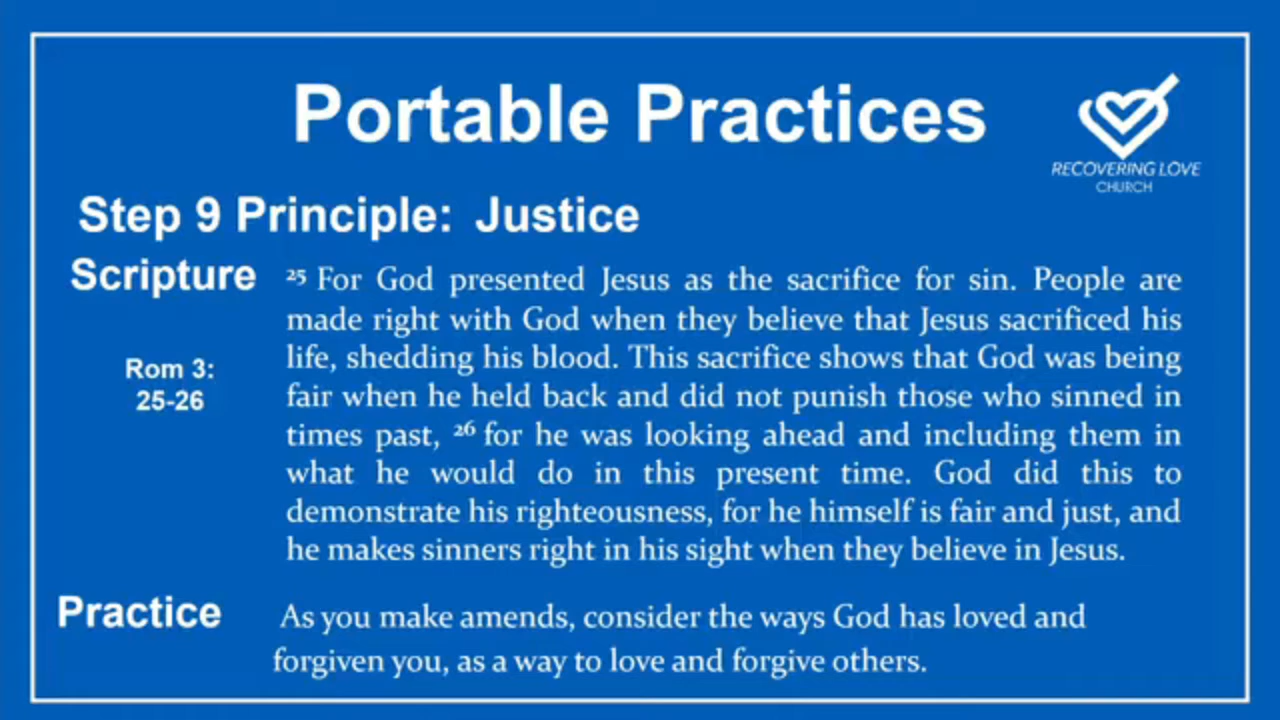 Portable Practices
RECOVERING LOVE
CHURCH
Step 9 Principle: Justice
Scripture
Rom 3:
25-26
²⁵ For God presented Jesus as the sacrifice for sin. People are
made right with God when they believe that Jesus sacrificed his
life, shedding his blood. This sacrifice shows that God was being
fair when he held back and did not punish those who sinned in
times past, ²⁶ for he was looking ahead and including them in
what he would do in this present time. God did this to
demonstrate his righteousness, for he himself is fair and just, and
he makes sinners right in his sight when they believe in Jesus.
Practice
As you make amends, consider the ways God has loved and
forgiven you, as a way to love and forgive others.